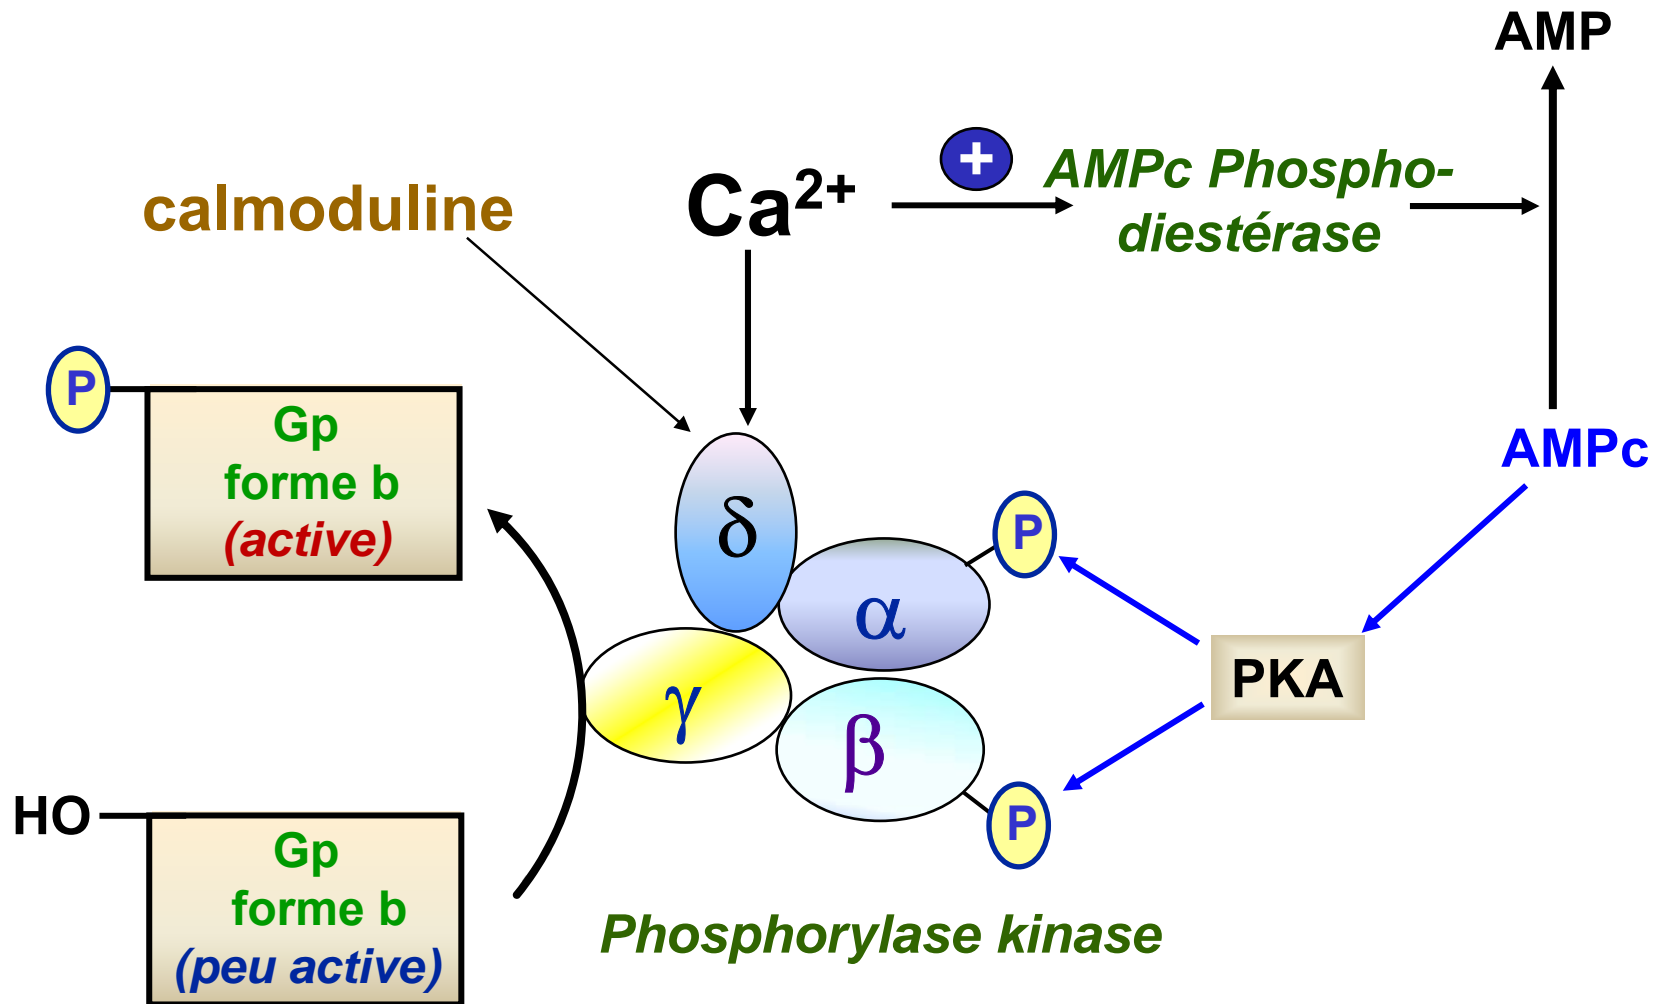 AMP
+
AMPc Phospho-
diestérase
Ca2+
calmoduline
P
Gp
forme b
(active)
AMPc
δ
P
α
PKA
γ
β
P
HO
Gp
forme b
(peu active)
Phosphorylase kinase